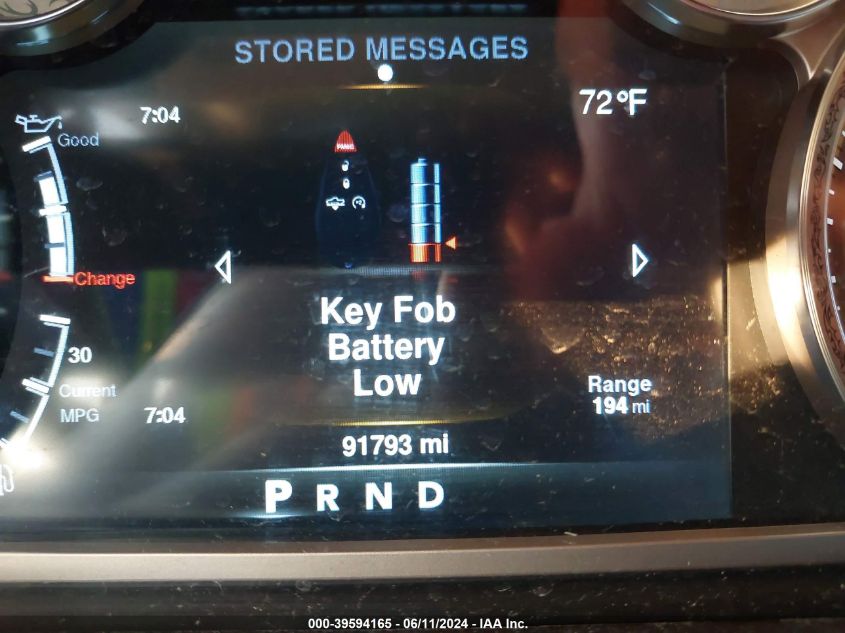 STORED MESSAGES
7:04
72°F
Good
PANIC
Change
Key Fob
Battery
Low
30
Current
MPG
7:04
Range
194 mi
91793 mi
P R N D
000-39594165 - 06/11/2024 - IAA Inc.